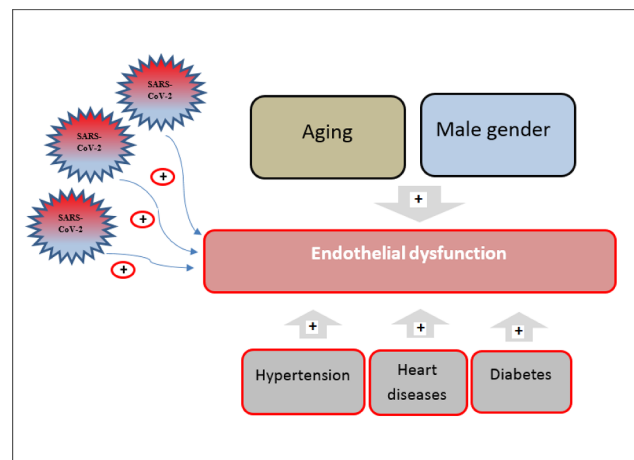 SARS-
CoV-2
SARS-
CoV-2
SARS-
CoV-2
+
+
+
Aging
Male gender
+
Endothelial dysfunction
+
+
+
Hypertension
Heart
diseases
Diabetes